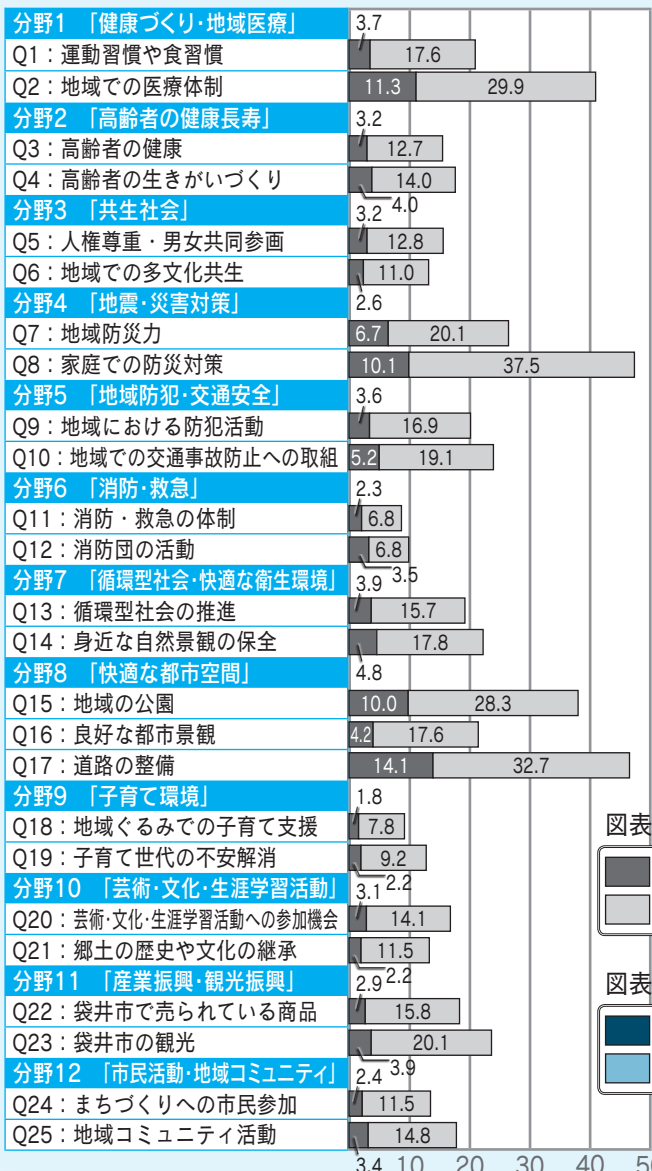 分野1 「健康づくり･地域医療」 3.7
Q1：運動習慣や食習慣 17.6
Q2：地域での医療体制 11.3 29.9
分野2 「高齢者の健康長寿」 3.2
Q3：高齢者の健康 12.7
Q4：高齢者の生きがいづくり 14.0
4.0
分野3 「共生社会」 3.2
Q5：人権尊重・男女共同参画 12.8
Q6：地域での多文化共生 11.0
分野4 「地震･災害対策」 2.6
Q7：地域防災力 6.7 20.1
Q8：家庭での防災対策 10.1 37.5
分野5 「地域防犯･交通安全」 3.6
Q9：地域における防犯活動 16.9
Q10：地域での交通事故防止への取組 5.2 19.1
分野6 「消防･救急」 2.3
Q11：消防・救急の体制 6.8
Q12：消防団の活動 6.8
3.5
分野7 「循環型社会･快適な衛生環境」 3.9
Q13：循環型社会の推進 15.7
Q14：身近な自然景観の保全 17.8
分野8 「快適な都市空間」 4.8
Q15：地域の公園 10.0 28.3
Q16：良好な都市景観 4.2 17.6
Q17：道路の整備 14.1 32.7
分野9 「子育て環境」 1.8
Q18：地域ぐるみでの子育て支援 7.8
図表
Q19：子育て世代の不安解消 9.2
2.2
分野10 「芸術･文化･生涯学習活動」 3.1
Q20：芸術･文化･生涯学習活動への参加機会 14.1
Q21：郷土の歴史や文化の継承 11.5
2.2
分野11 「産業振興･観光振興」 2.9
図表
Q22：袋井市で売られている商品 15.8
Q23：袋井市の観光 20.1
3.9
分野12 「市民活動･地域コミュニティ」 2.4
Q24：まちづくりへの市民参加 11.5
Q25：地域コミュニティ活動 14.8
3.4 10 20 30 40 50